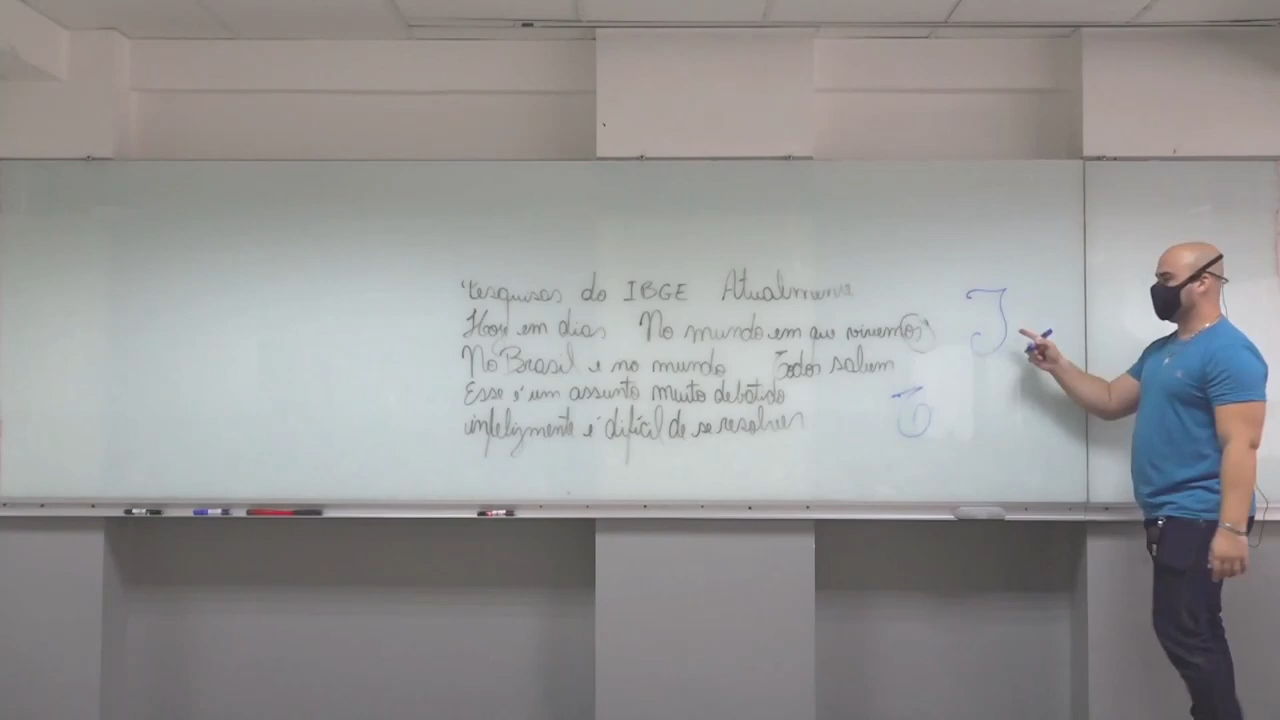 Pesquisas do IBGE Atualmente
Hoje em dias No mundo em que vivemos J
No Brasil e no mundo Todos sabem
Esse é um assunto muito debatido
infelizmente é difícil de se resolver